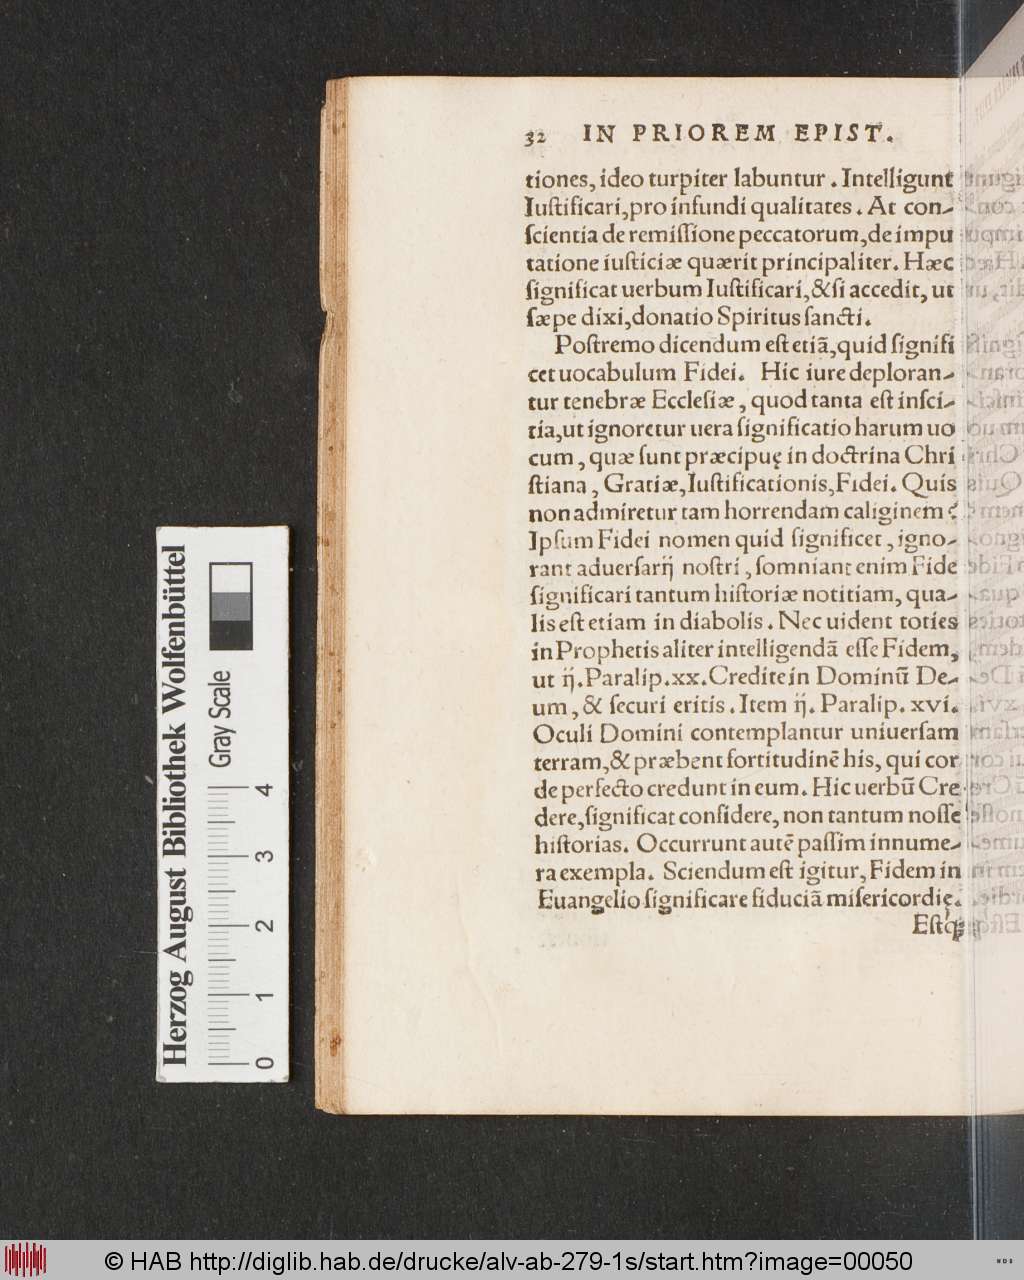 32 IN PRIOREM EPIST.
tiones, ideo turpiter labuntur. Intelligunt
Iuſtificari, pro infundi qualitates. At con-
ſcientia de remiſſione peccatorum, de impu
tatione iuſticiæ quærit principaliter. Hæc
ſignificat uerbum Iuſtificari, & ſi accedit, ut
ſæpe dixi, donatio Spiritus ſancti.
Poſtremo dicendum eſt etiã, quid ſignifi
cet uocabulum Fidei. Hic iure deploran-
tur tenebræ Eccleſiæ, quod tanta eſt inſci-
tia, ut ignoretur uera ſignificatio harum uo
cum, quæ ſunt præcipuę in doctrina Chri
ſtiana, Gratiæ, Iuſtificationis, Fidei. Quis
non admiretur tam horrendam caliginem?
Ipſum Fidei nomen quid ſignificet, igno-
rant aduerſarij noſtri, ſomniant enim Fide
ſignificari tantum hiſtoriæ notitiam, qua-
lis eſt etiam in diabolis. Nec uident toties
in Prophetis aliter intelligendã eſſe Fidem,
ut ij. Paralip. xx. Credite in Dominũ De-
um, & ſecuri eritis. Item ij. Paralip. xvi.
Oculi Domini contemplantur uniuerſam
terram, & præbent fortitudinẽ his, qui cor
de perfecto credunt in eum. Hic uerbũ Cre
dere, ſignificat confidere, non tantum noſſe
hiſtorias. Occurrunt autẽ paſſim innume-
ra exempla. Sciendum eſt igitur, Fidem in
Euangelio ſignificare fiduciã miſericordię.
Eſtq́;
Herzog August Bibliothek Wolfenbüttel
Gray Scale
0 1 2 3 4
© HAB http://diglib.hab.de/drucke/alv-ab-279-1s/start.htm?image=00050